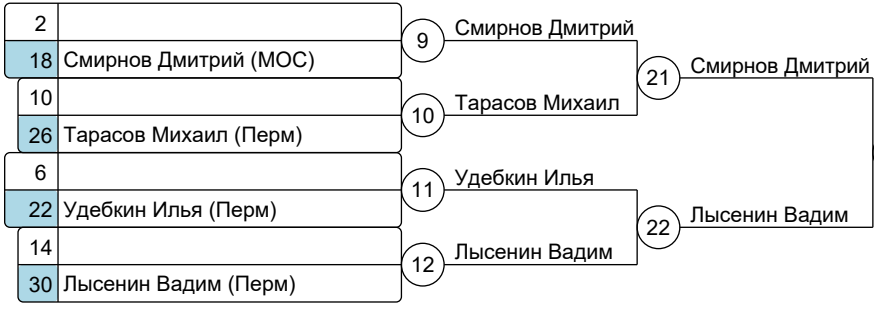 2
9
Смирнов Дмитрий
18 Смирнов Дмитрий (МОС)
21
Смирнов Дмитрий
10
10
Тарасов Михаил
26 Тарасов Михаил (Перм)
6
11
Удебкин Илья
22 Удебкин Илья (Перм)
22
Лысенин Вадим
14
12
Лысенин Вадим
30 Лысенин Вадим (Перм)